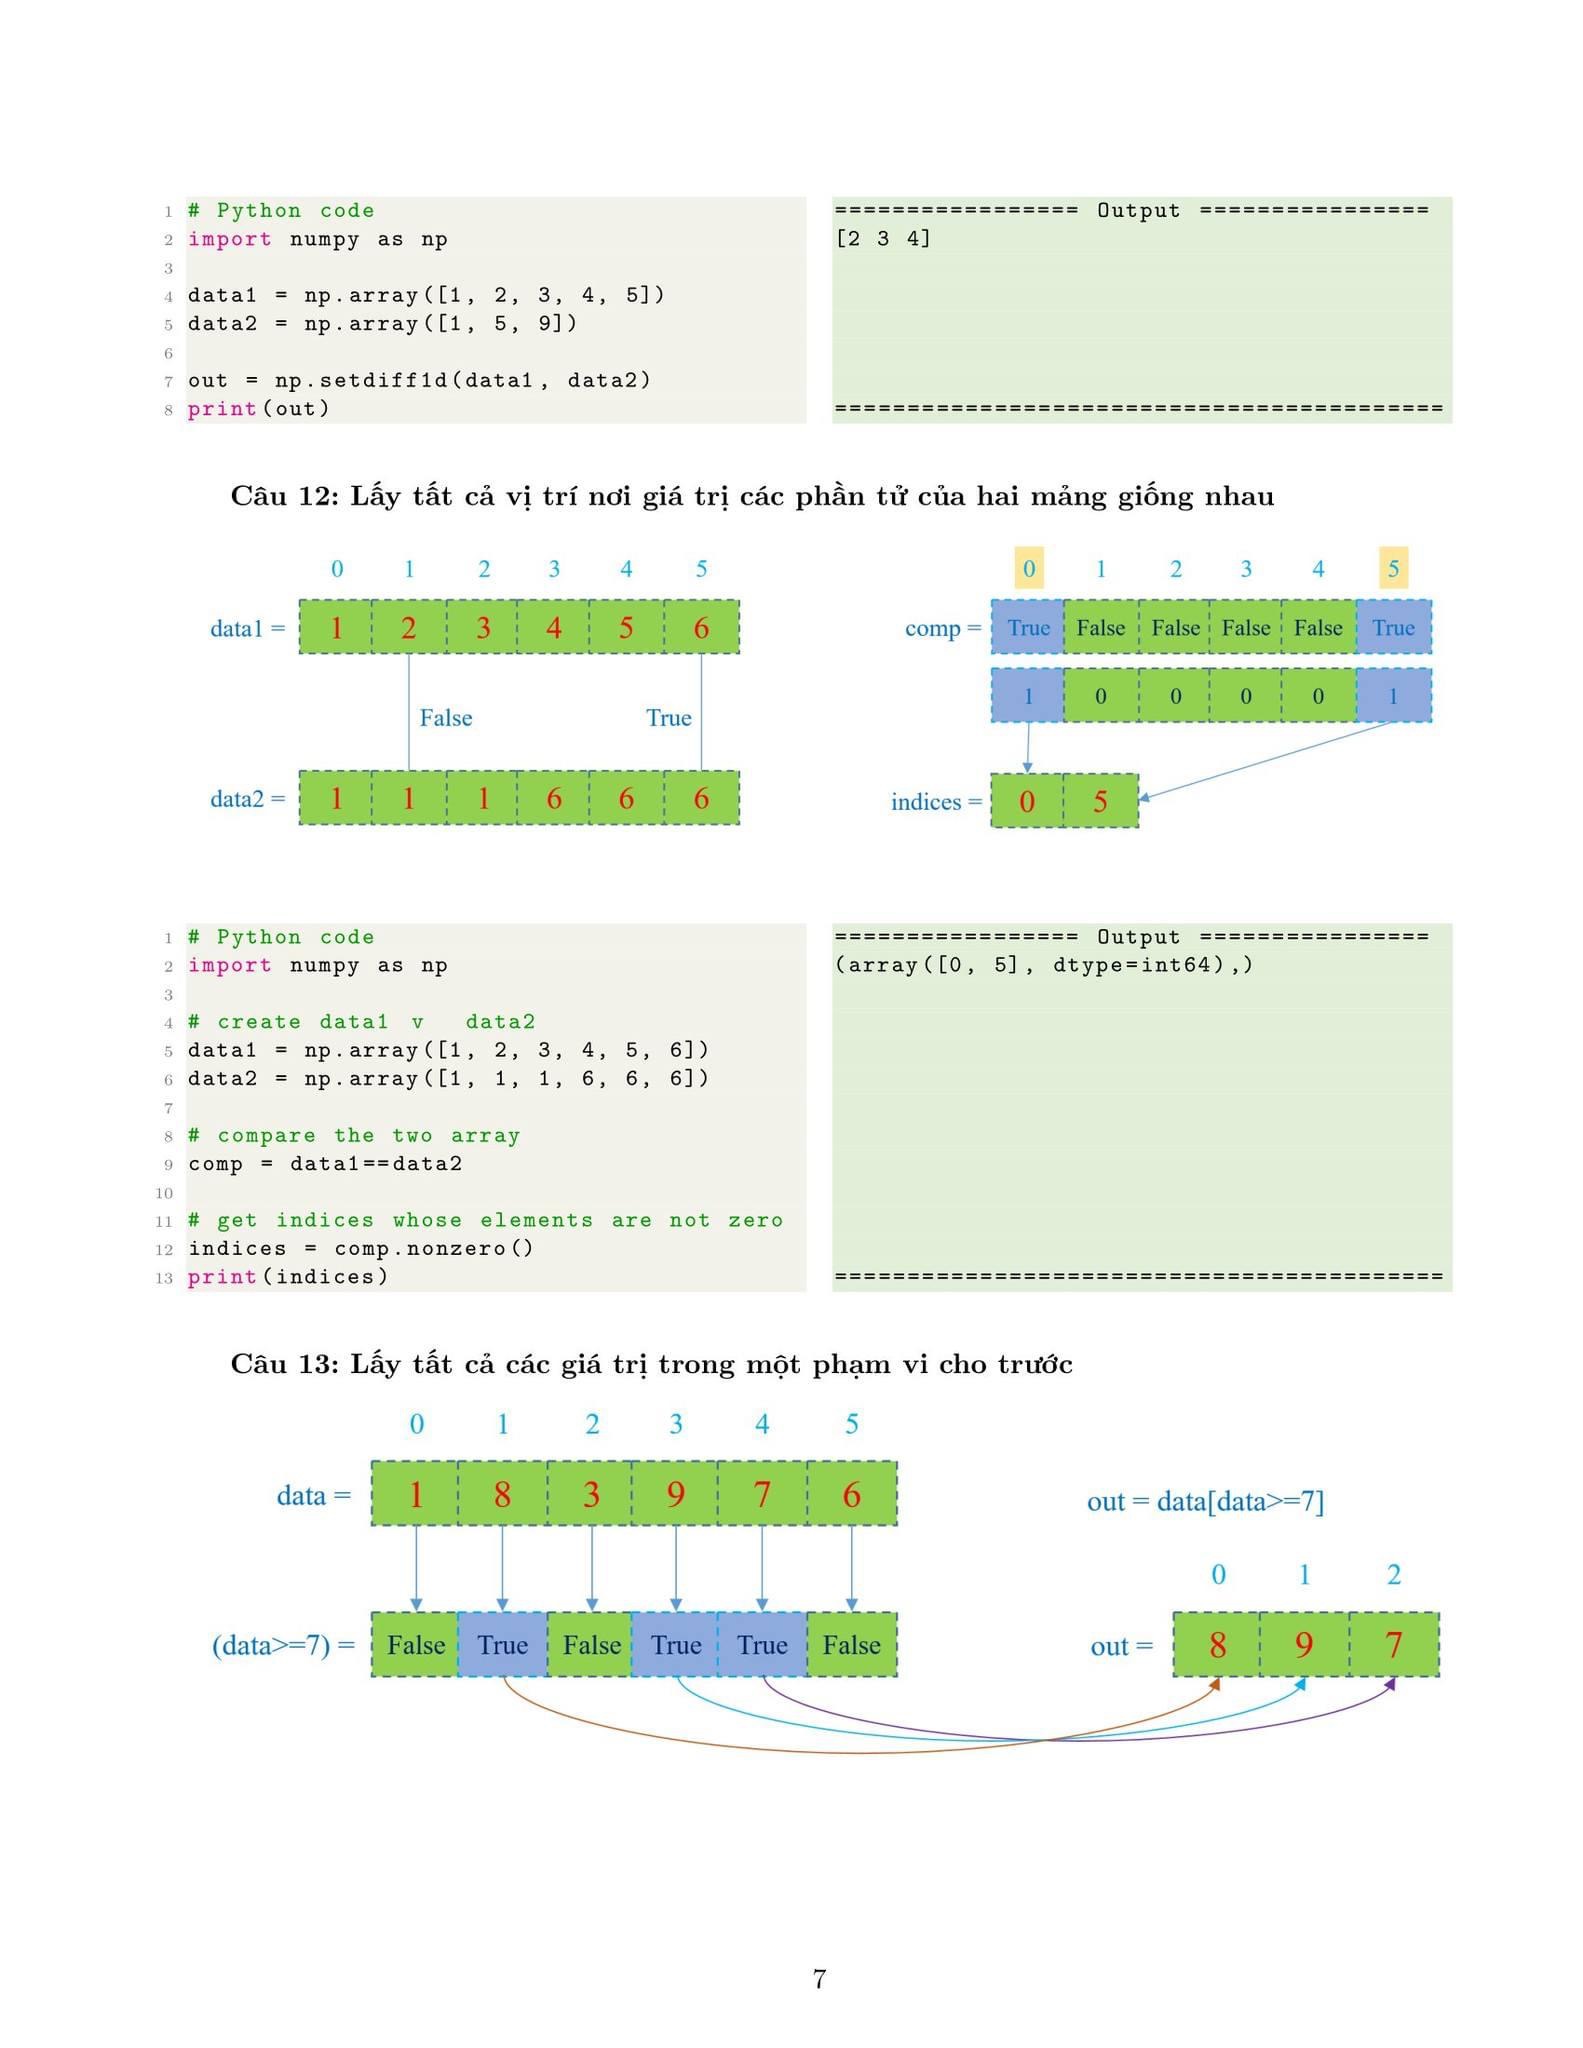 1 # Python code
2 import numpy as np
3
4 data1 = np.array([1, 2, 3, 4, 5])
5 data2 = np.array([1, 5, 9])
6
7 out = np.setdiff1d(data1, data2)
8 print(out)
================= Output ================
[2 3 4]
==========================================
Câu 12: Lấy tất cả vị trí nơi giá trị các phần tử của hai mảng giống nhau
0 1 2 3 4 5
data1 = 1 2 3 4 5 6
False True
data2 = 1 1 1 6 6 6
0 1 2 3 4 5
comp = True False False False False True
1 0 0 0 0 1
indices = 0 5
1 # Python code
2 import numpy as np
3
4 # create data1 v data2
5 data1 = np.array([1, 2, 3, 4, 5, 6])
6 data2 = np.array([1, 1, 1, 6, 6, 6])
7
8 # compare the two array
9 comp = data1==data2
10
11 # get indices whose elements are not zero
12 indices = comp.nonzero()
13 print(indices)
================= Output ================
(array([0, 5], dtype=int64),)
==========================================
Câu 13: Lấy tất cả các giá trị trong một phạm vi cho trước
0 1 2 3 4 5
data = 1 8 3 9 7 6
(data>=7) = False True False True True False
out = data[data>=7]
0 1 2
out = 8 9 7
7